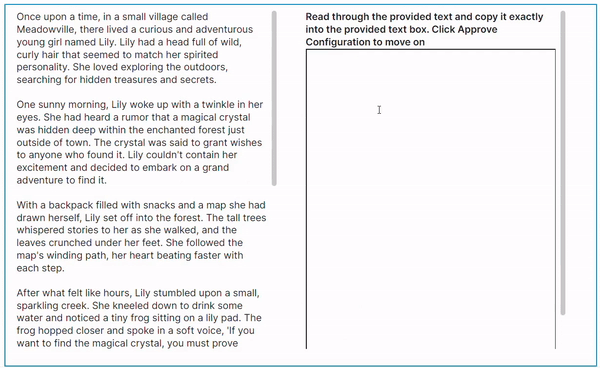 Once upon a time, in a small village called
Meadowville, there lived a curious and adventurous
young girl named Lily. Lily had a head full of wild,
curly hair that seemed to match her spirited
personality. She loved exploring the outdoors,
searching for hidden treasures and secrets.
One sunny morning, Lily woke up with a twinkle in her
eyes. She had heard a rumor that a magical crystal
was hidden deep within the enchanted forest just
outside of town. The crystal was said to grant wishes
to anyone who found it. Lily couldn't contain her
excitement and decided to embark on a grand
adventure to find it.
With a backpack filled with snacks and a map she had
drawn herself, Lily set off into the forest. The tall trees
whispered stories to her as she walked, and the
leaves crunched under her feet. She followed the
map's winding path, her heart beating faster with
each step.
After what felt like hours, Lily stumbled upon a small,
sparkling creek. She kneeled down to drink some
water and noticed a tiny frog sitting on a lily pad. The
frog hopped closer and spoke in a soft voice, 'If you
want to find the magical crystal, you must prove
Read through the provided text and copy it exactly
into the provided text box. Click Approve
Configuration to move on